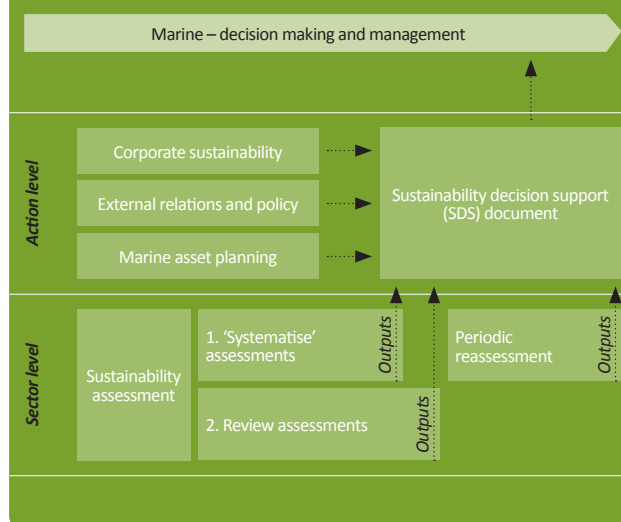 Marine – decision making and management
Action level
Corporate sustainability
External relations and policy
Marine asset planning
Sustainability decision support
(SDS) document
Sector level
Sustainability
assessment
1. ‘Systematise’
assessments
Outputs
2. Review assessments
Outputs
Periodic
reassessment
Outputs